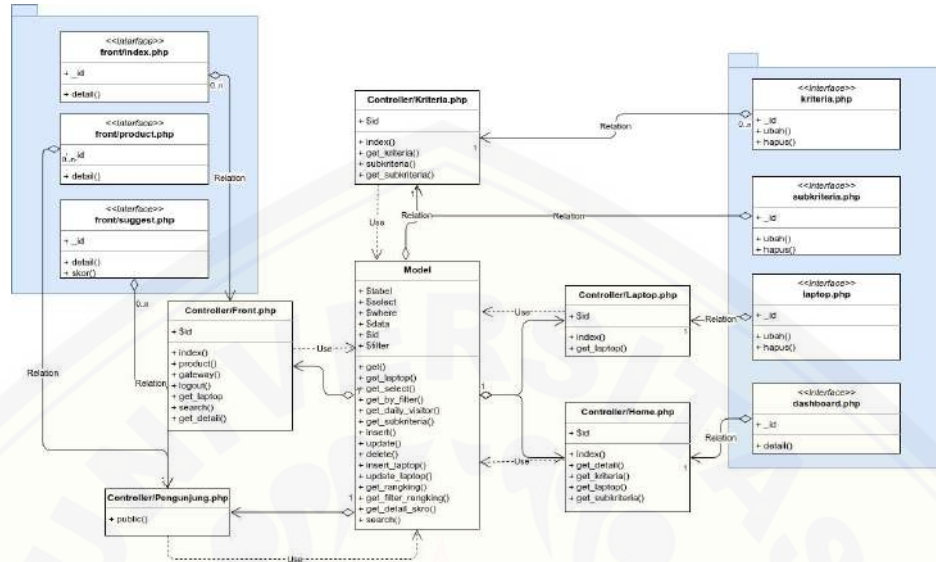 <<Interface>>
front/index.php
+ _id
+ detail()
0..n
<<Interface>>
front/product.php
0..n
_id
+ detail()
<<Interface>>
front/suggest.php
+ _id
+ detail()
+ skor()
0..n
Relation
Relation
Relation
Controller/Front.php
+ $id
+ index()
+ product()
+ gateway()
+ logout()
+ get_laptop
+ search()
+ get_detail()
Use
Controller/Pengunjung.php
+ public()
Use
Controller/Kriteria.php
+ $id
+ index()
+ get_kriteria()
+ subkriteria()
+ get_subkriteria()
1
1
Use
Relation
Relation
Relation
Model
+ $tabel
+ $select
+ $where
+ $data
+ $id
+ $filter
+ get()
+ get_laptop()
+ get_select()
+ get_by_filter()
+ get_daily_visitor()
+ get_subkriteria()
+ insert()
+ update()
+ delete()
+ insert_laptop()
+ update_laptop()
+ get_rangking()
+ get_filter_rangking()
+ get_detail_skro()
+ search()
1
1
Use
Controller/Laptop.php
+ $id
+ index()
+ get_laptop()
1
Relation
Use
Controller/Home.php
+ $id
+ index()
+ get_detail()
+ get_kriteria()
+ get_laptop()
+ get_subkriteria()
1
Relation
<<Interface>>
kriteria.php
+ _id
+ ubah()
+ hapus()
0..n
<<Interface>>
subkriteria.php
+ _id
+ ubah()
+ hapus()
<<Interface>>
laptop.php
+ _id
+ ubah()
+ hapus()
<<Interface>>
dashboard.php
+ _id
+ detail()